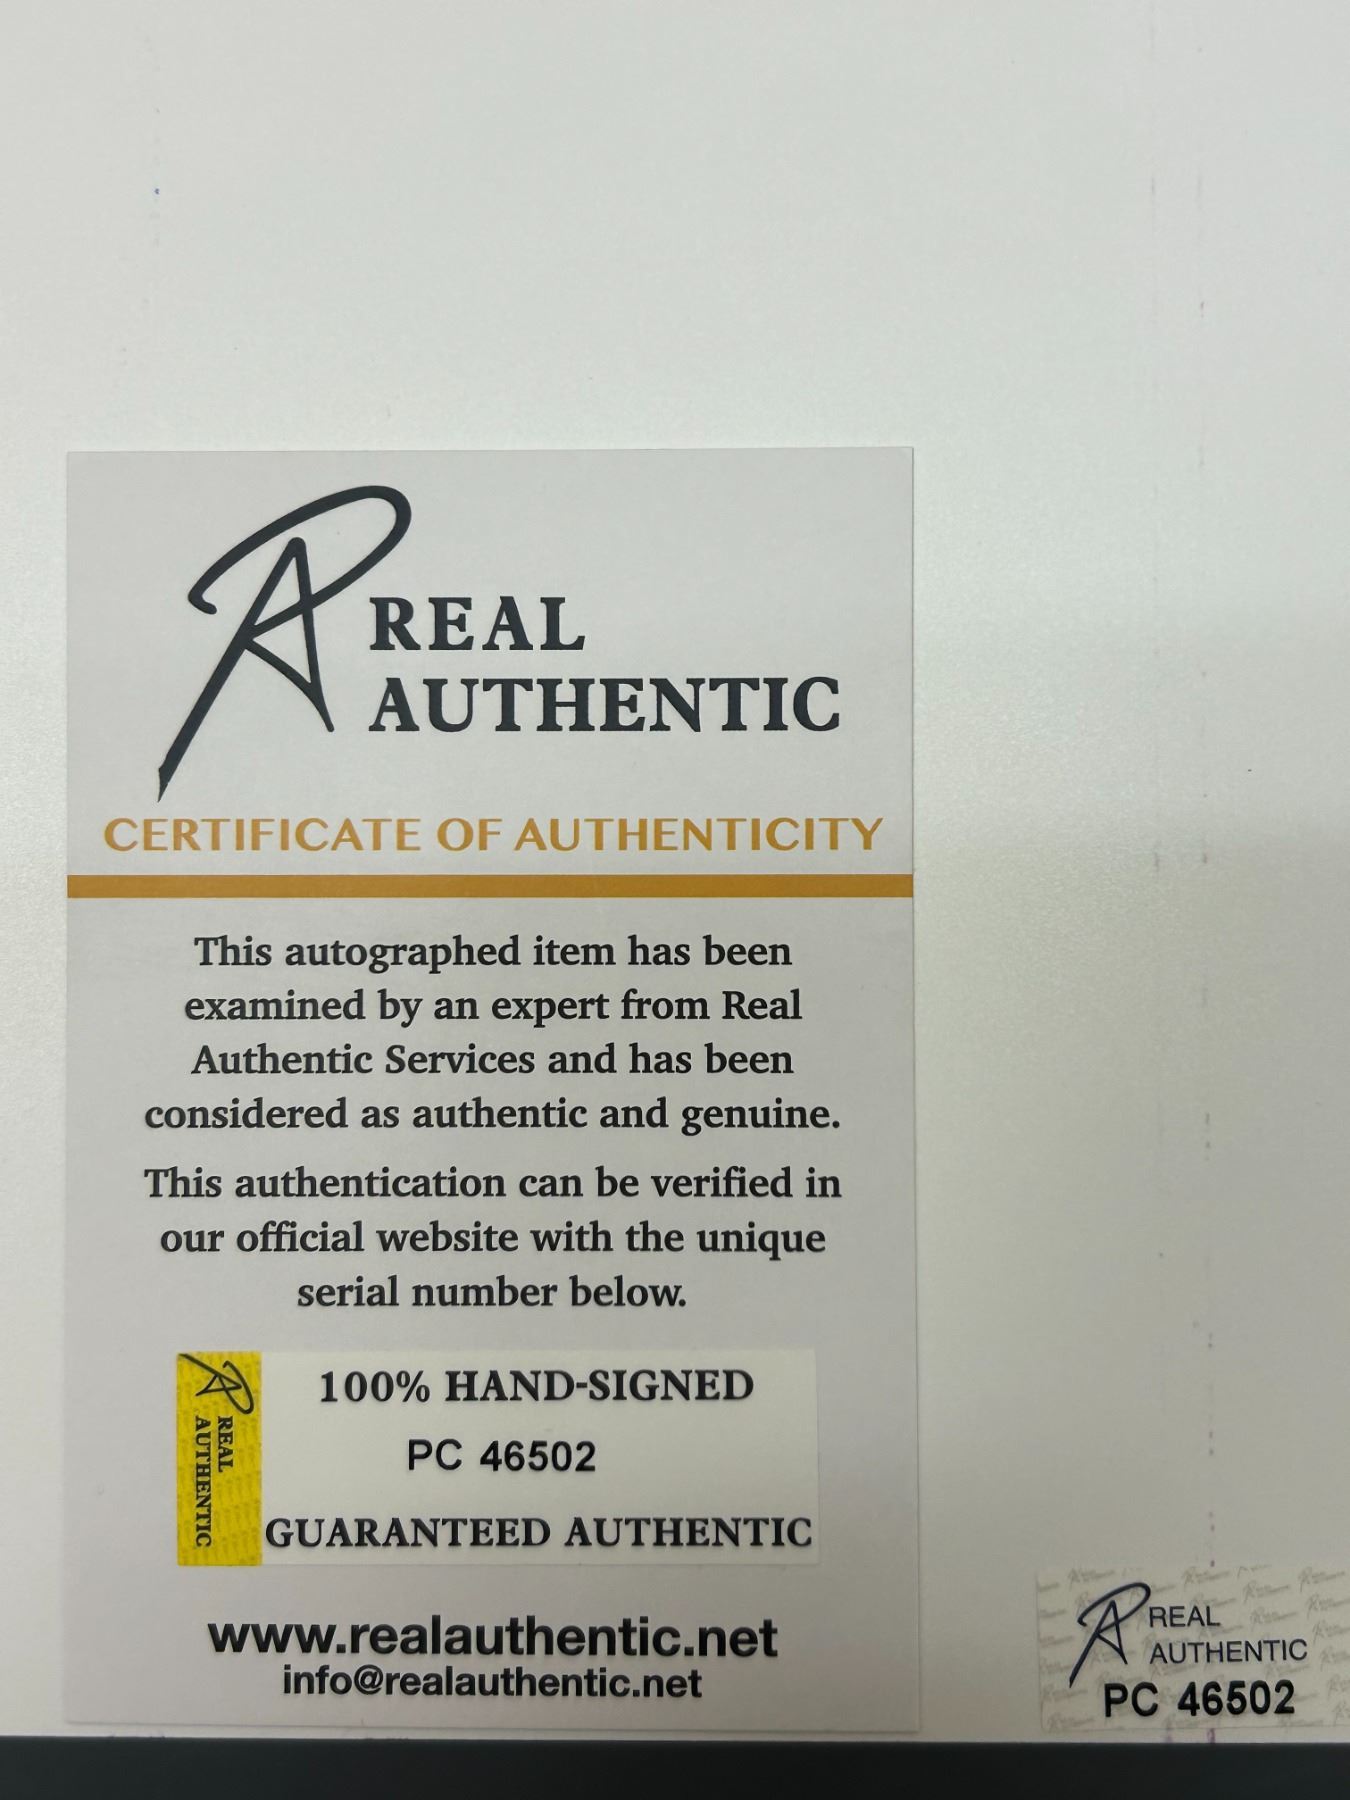 REAL
AUTHENTIC
CERTIFICATE OF AUTHENTICITY
This autographed item has been
examined by an expert from Real
Authentic Services and has been
considered as authentic and genuine.
This authentication can be verified in
our official website with the unique
serial number below.
REAL
AUTHENTIC
100% HAND-SIGNED
PC 46502
GUARANTEED AUTHENTIC
www.realauthentic.net
info@realauthentic.net
REAL
AUTHENTIC
PC 46502